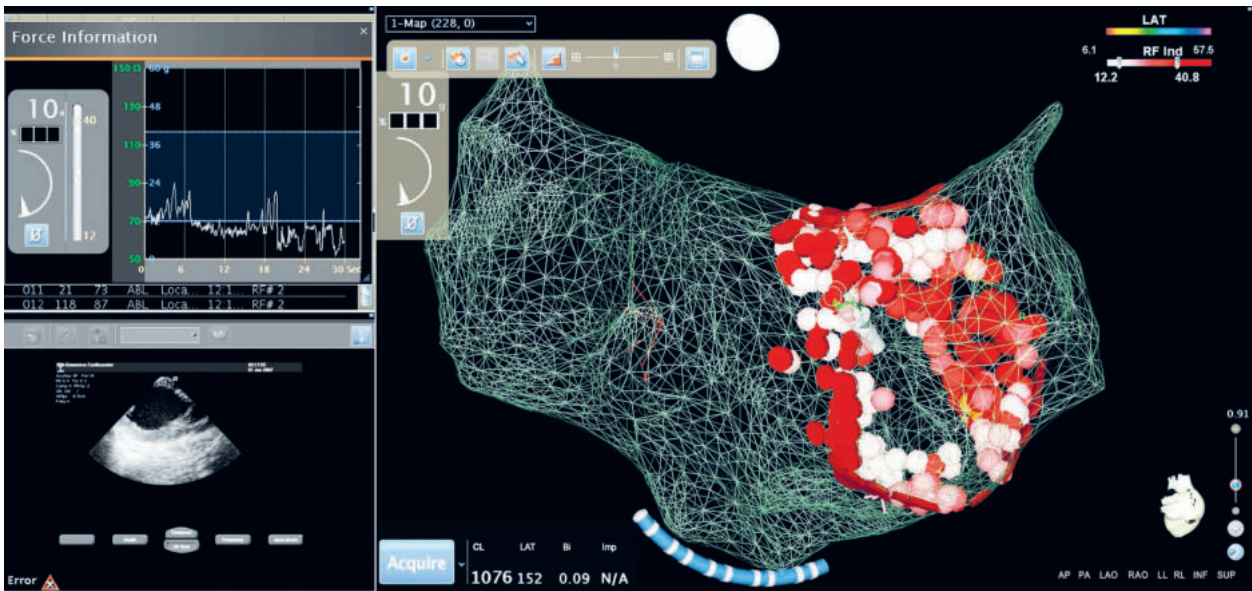 Force Information
×
150 Ω 60 g
130 48
110 36
90 24
70 12
50 0
0 6 12 18 24 30 Sec
10 g
%
40
12
011 21 73 ABL Loca... 12:1... RF# 2
012 118 87 ABL Loca... 12:1... RF# 2
Error
1-Map (228, 0)
10 g
%
LAT
6.1 RF Ind 57.5
12.2 40.8
0.91
Acquire
CL LAT Bi Imp
1076 152 0.09 N/A
AP PA LAO RAO LL RL INF SUP